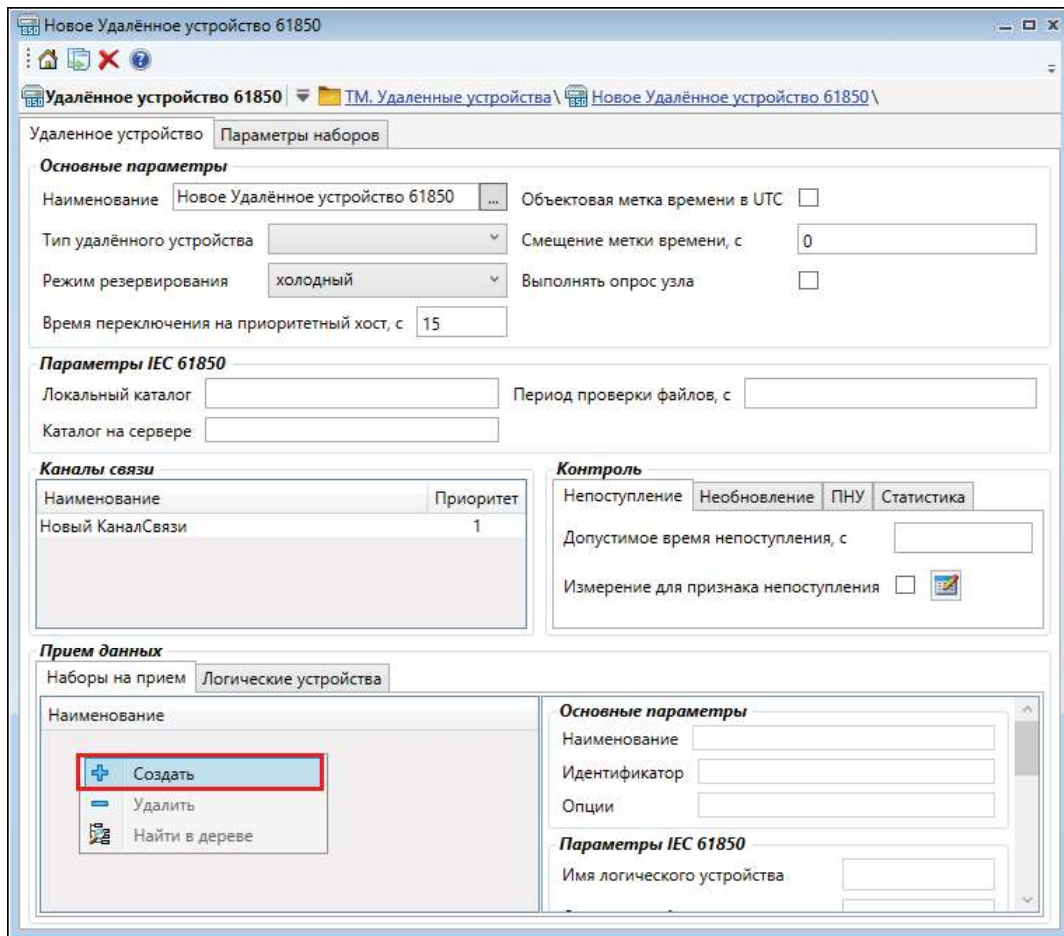 Новое Удалённое устройство 61850
Удалённое устройство 61850 ТМ. Удаленные устройства\ Новое Удалённое устройство 61850\
Удаленное устройство Параметры наборов
Основные параметры
Наименование Новое Удалённое устройство 61850 ... Объектовая метка времени в UTC
Тип удалённого устройства Смещение метки времени, с 0
Режим резервирования холодный Выполнять опрос узла
Время переключения на приоритетный хост, с 15
Параметры IEC 61850
Локальный каталог Период проверки файлов, с
Каталог на сервере
Каналы связи
Наименование Приоритет
Новый КаналСвязи 1
Контроль
Непоступление Необновление ПНУ Статистика
Допустимое время непоступления, с
Измерение для признака непоступления
Прием данных
Наборы на прием Логические устройства
Наименование
Создать
Удалить
Найти в дереве
Основные параметры
Наименование
Идентификатор
Опции
Параметры IEC 61850
Имя логического устройства